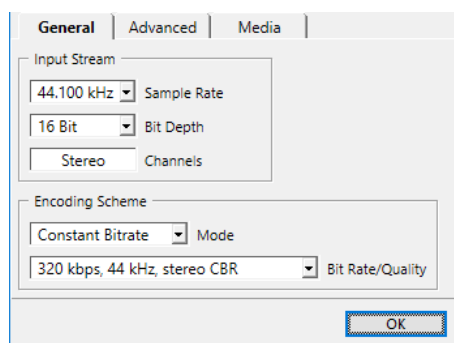 General Advanced Media
Input Stream
44.100 kHz Sample Rate
16 Bit Bit Depth
Stereo Channels
Encoding Scheme
Constant Bitrate Mode
320 kbps, 44 kHz, stereo CBR Bit Rate/Quality
OK